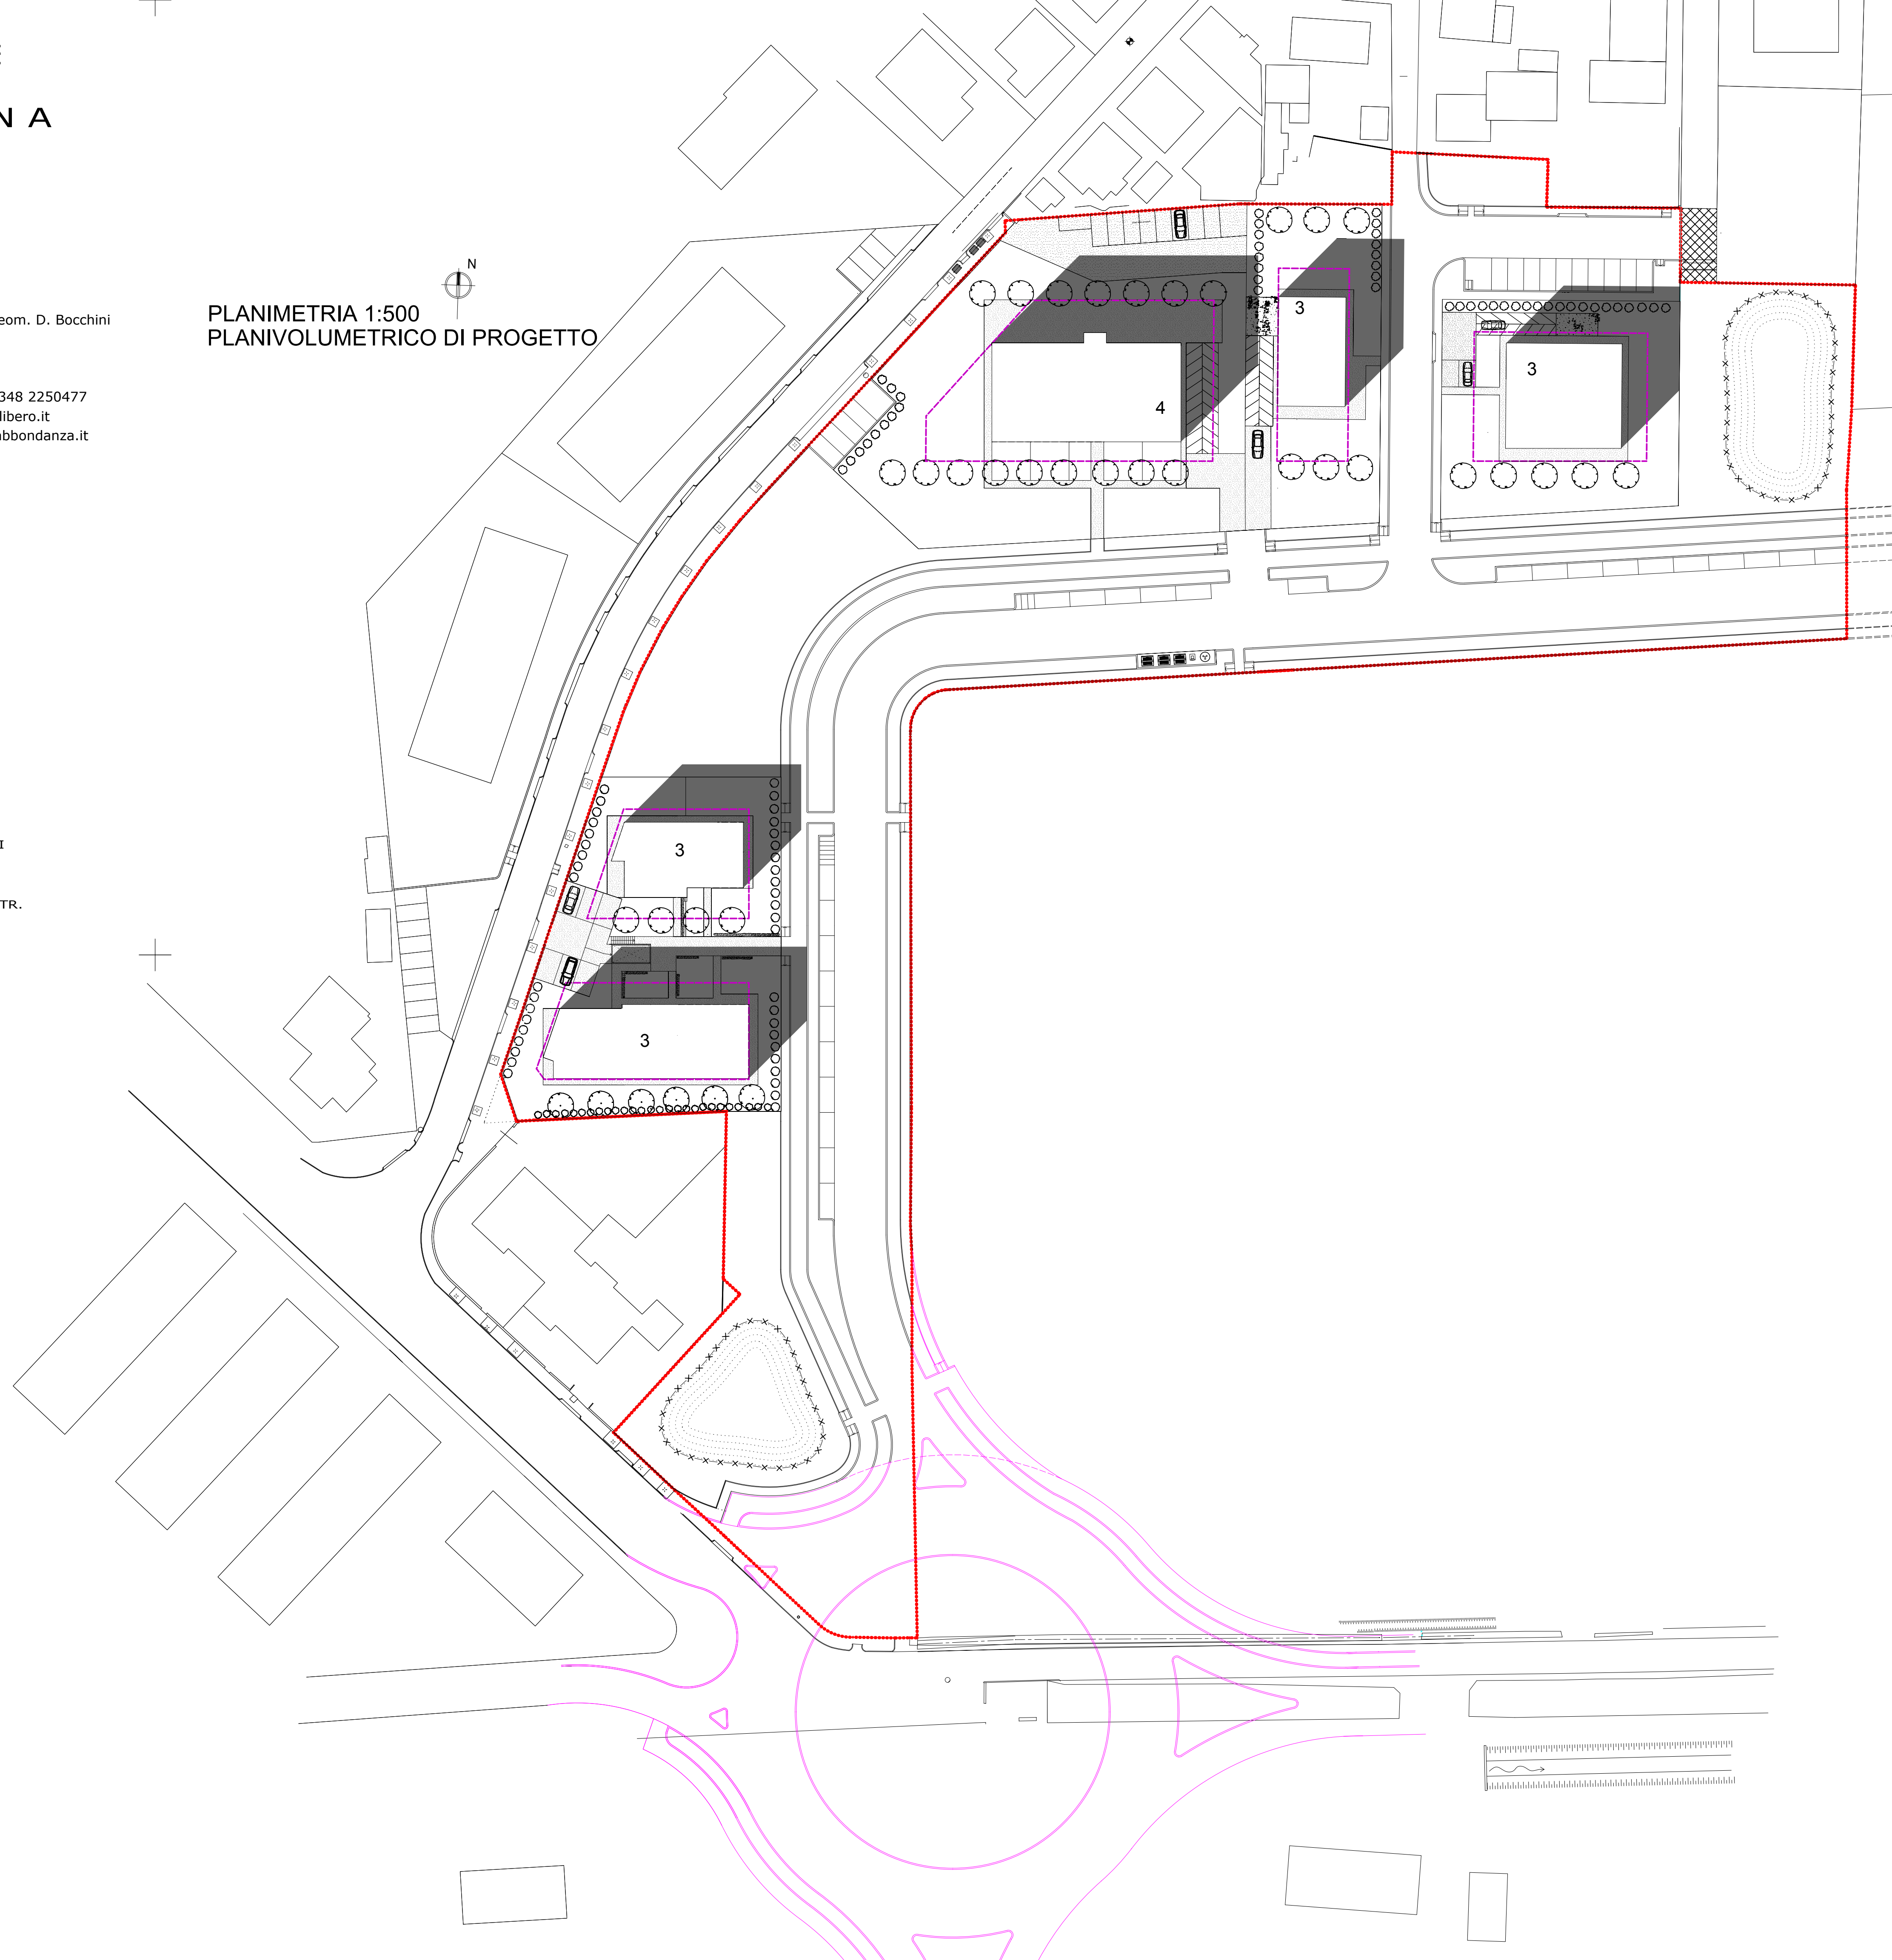 N A
eom. D. Bocchini
N
PLANIMETRIA 1:500
PLANIVOLUMETRICO DI PROGETTO
348 2250477
libero.it
abbondanza.it
3
3
4
3
TR.
3